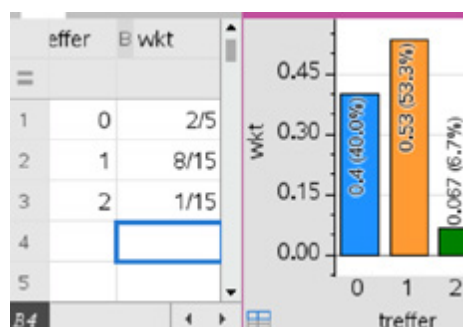 effer B wkt
=
1 0 2/5
2 1 8/15
3 2 1/15
4
5
B4
wkt
0.45
0.30
0.15
0.00
0.4 (40.0%)
0.53 (53.3%)
0.067 (6.7%)
0 1 2
treffer